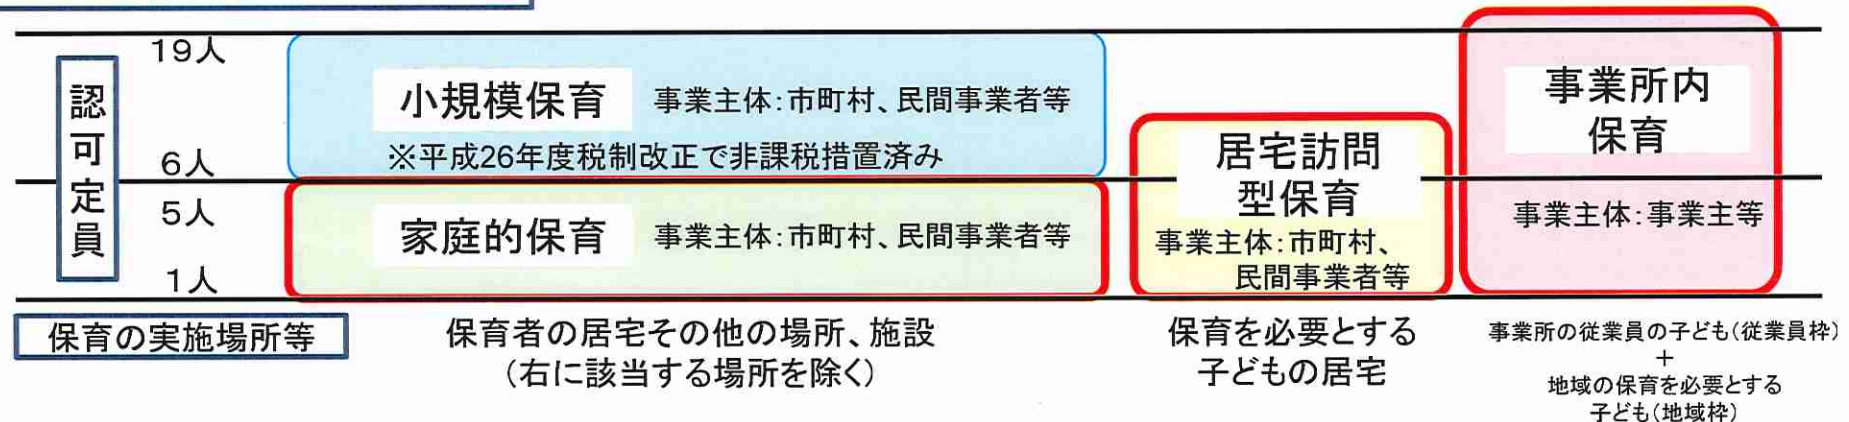 認可定員
19人
6人
5人
1人
小規模保育 事業主体:市町村、民間事業者等
※平成26年度税制改正で非課税措置済み
家庭的保育 事業主体:市町村、民間事業者等
居宅訪問
型保育
事業主体:市町村、
民間事業者等
事業所内
保育
事業主体:事業主等
保育の実施場所等
保育者の居宅その他の場所、施設
(右に該当する場所を除く)
保育を必要とする
子どもの居宅
事業所の従業員の子ども(従業員枠)
+
地域の保育を必要とする
子ども(地域枠)